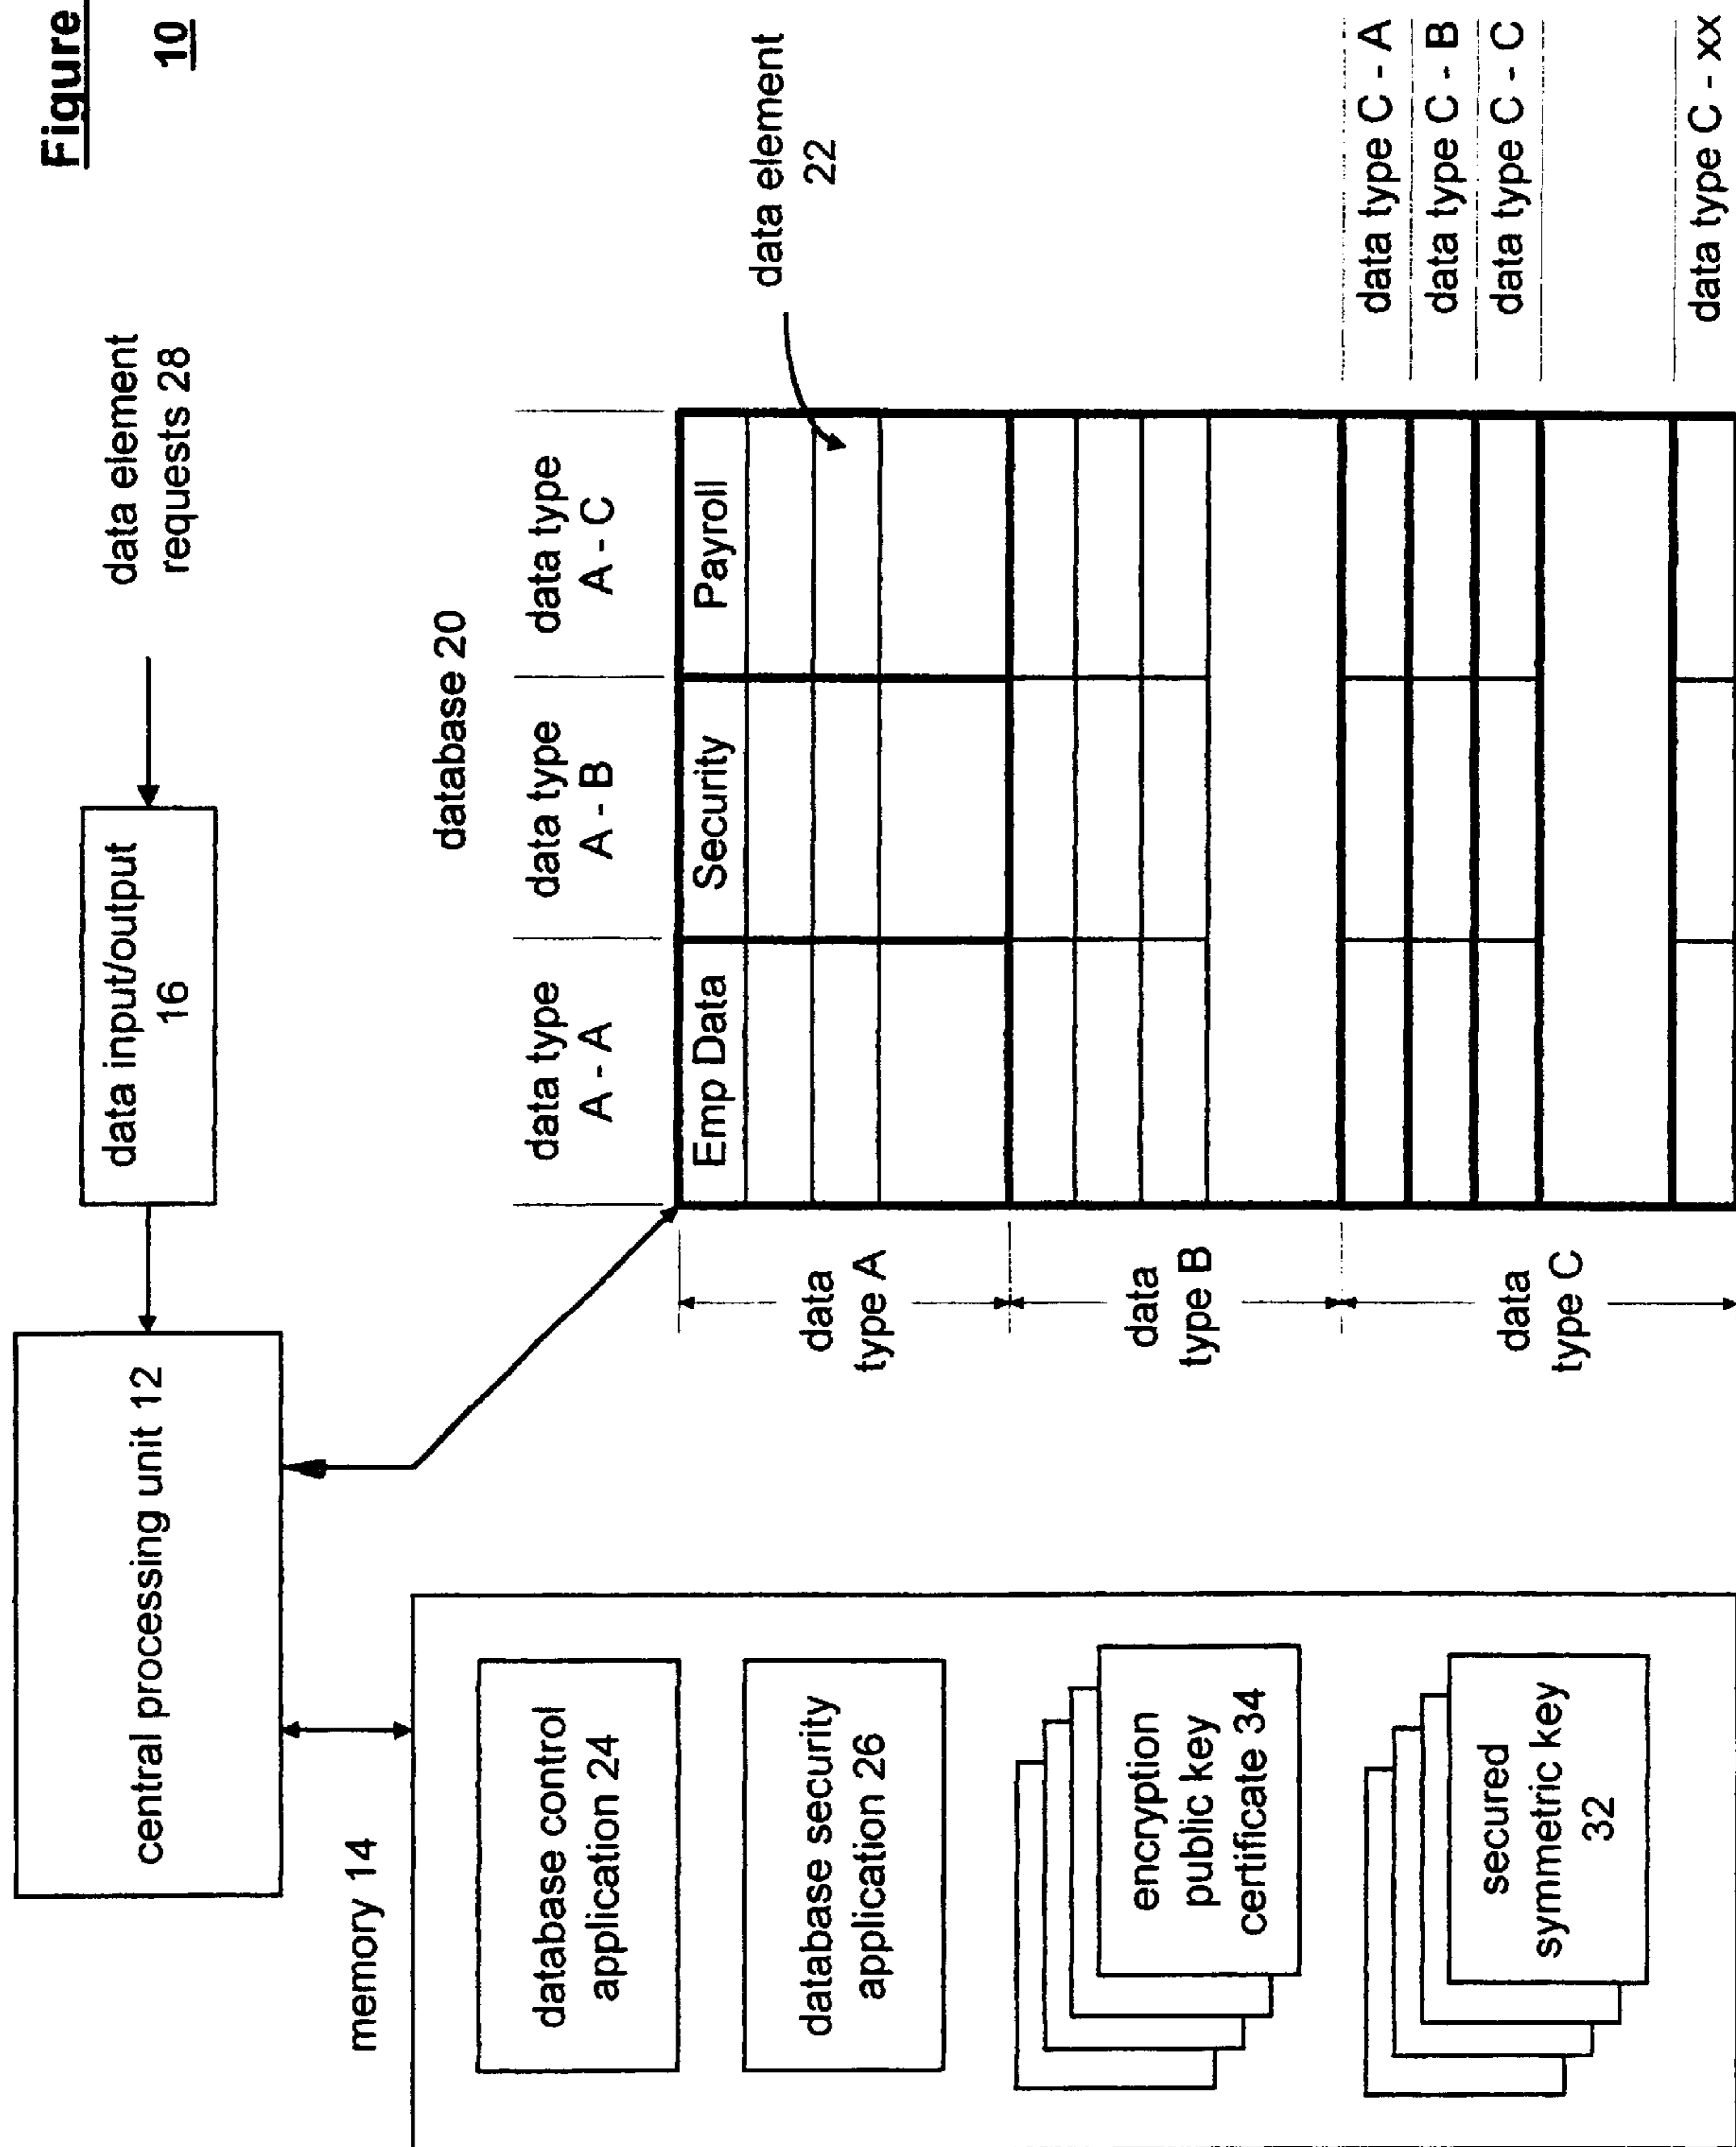 Figure
10
central processing unit 12
data input/output
16
data element
requests 28
memory 14
database control
application 24
database security
application 26
encryption
public key
certificate 34
secured
symmetric key
32
database 20
data type
A - A
data type
A - B
data type
A - C
Emp Data
Security
Payroll
data element
22
data
type A
data
type B
data
type C
data type C - A
data type C - B
data type C - C
data type C - xx